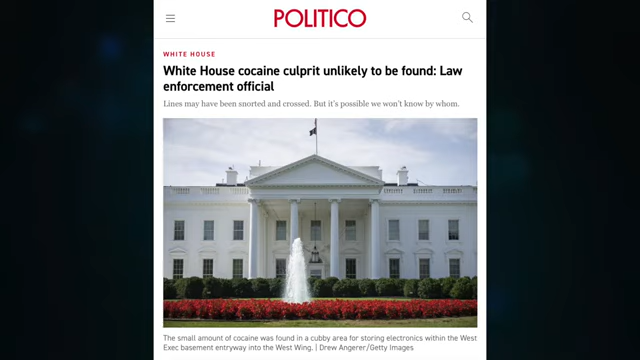 POLITICO
WHITE HOUSE
White House cocaine culprit unlikely to be found: Law
enforcement official
Lines may have been snorted and crossed. But it's possible we won't know by whom.
The small amount of cocaine was found in a cubby area for storing electronics within the West
Exec basement entryway into the West Wing. | Drew Angerer/Getty Images